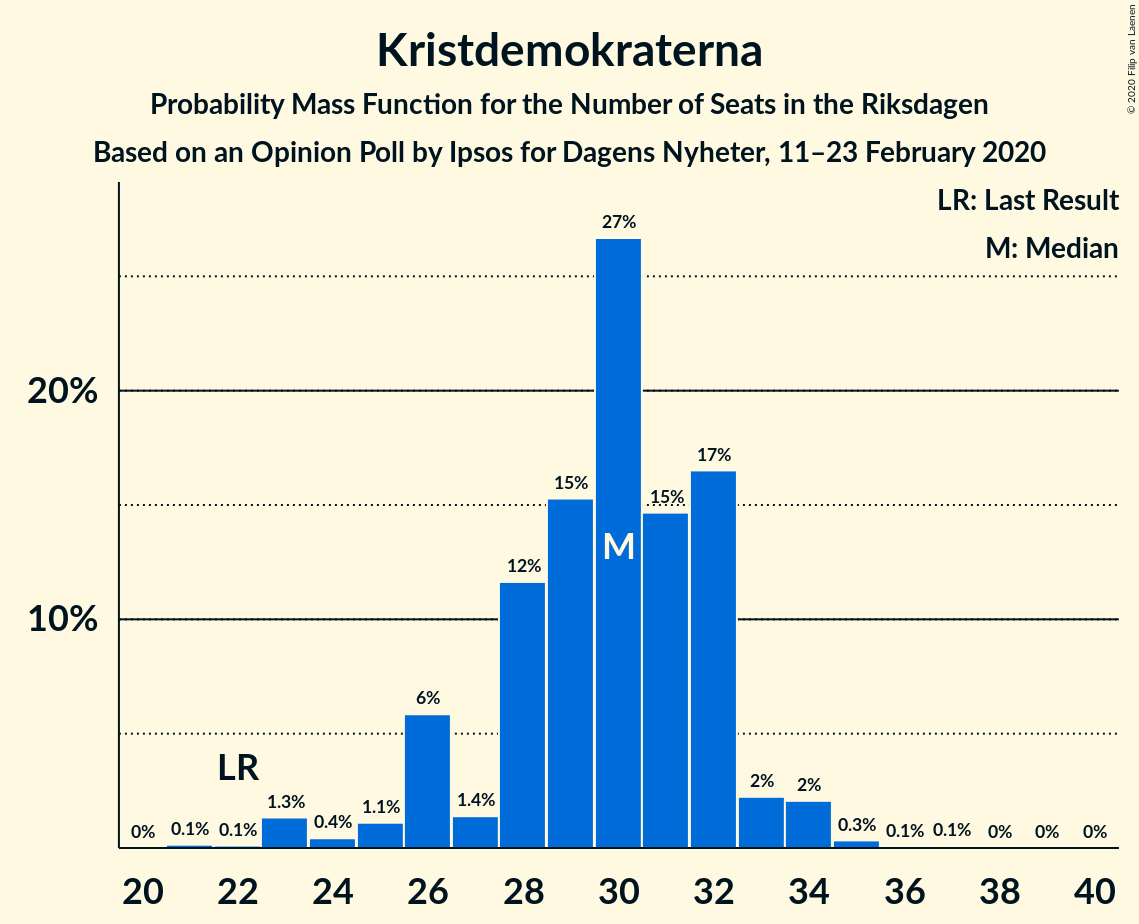 Kristdemokraterna
Probability Mass Function for the Number of Seats in the Riksdagen
Based on an Opinion Poll by Ipsos for Dagens Nyheter, 11–23 February 2020
© 2020 Filip van Laenen
LR: Last Result
M: Median
20%
10%
0%
0.1%
0.1%
1.3%
0.4%
1.1%
6%
1.4%
12%
15%
27%
15%
17%
2%
2%
0.3%
0.1%
0.1%
0%
0%
0%
LR
M
20 22 24 26 28 30 32 34 36 38 40